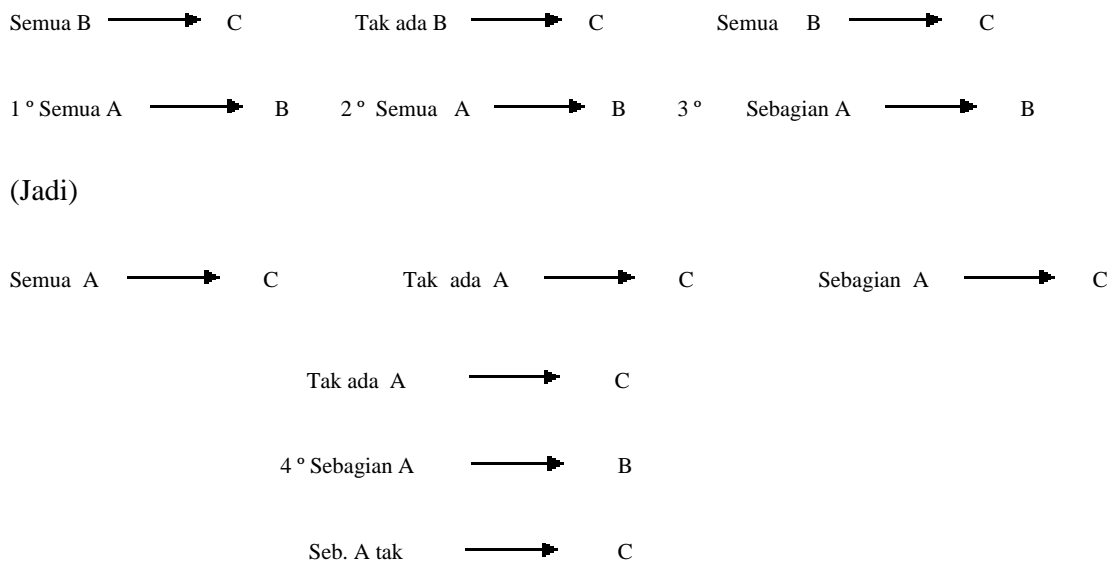 Semua B → C Tak ada B → C Semua B → C
1 º Semua A → B 2 º Semua A → B 3 º Sebagian A → B
(Jadi)
Semua A → C Tak ada A → C Sebagian A → C
Tak ada A → C
4 º Sebagian A → B
Seb. A tak → C